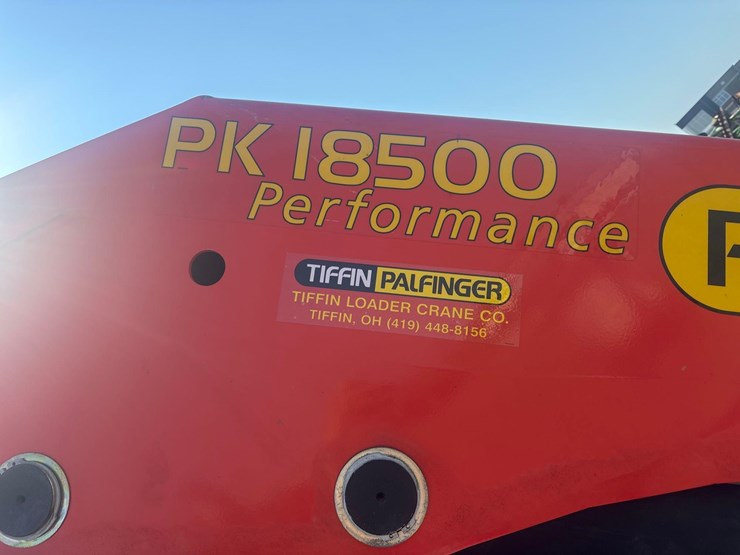 PK 18500
Performance
TIFFIN PALFINGER
TIFFIN LOADER CRANE CO.
TIFFIN, OH (419) 448-8156
P